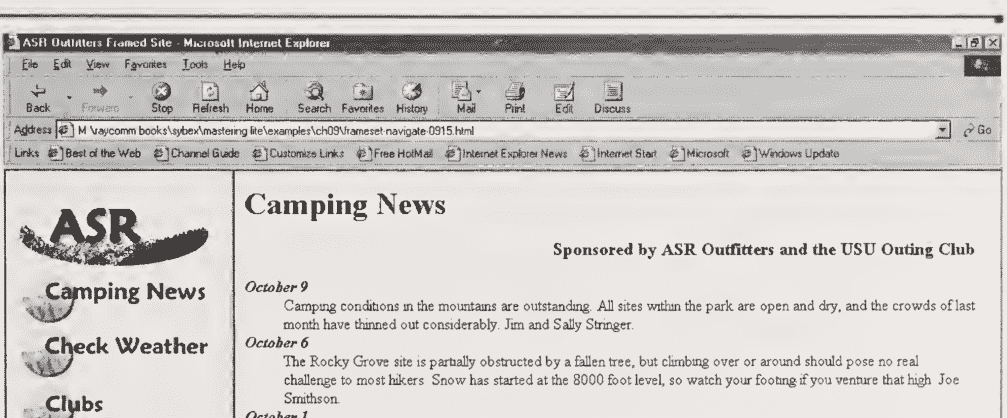 ASR Outfitters Framed Site - Microsoft Internet Explorer
File Edit View Favorites Tools Help
Back Forward Stop Refresh Home Search Favorites History Mail Print Edit Discuss
Address M:\raycomm books\sybex\mastering lite\examples\ch09\frameset-navigate-0915.html Go
Links Best of the Web Channel Guide Customize Links Free HotMail Internet Explorer News Internet Start Microsoft Windows Update
ASR
Camping News
Check Weather
Clubs
Camping News
Sponsored by ASR Outfitters and the USU Outing Club
October 9
Camping conditions in the mountains are outstanding. All sites within the park are open and dry, and the crowds of last
month have thinned out considerably. Jim and Sally Stringer.
October 6
The Rocky Grove site is partially obstructed by a fallen tree, but climbing over or around should pose no real
challenge to most hikers. Snow has started at the 8000 foot level, so watch your footing if you venture that high. Joe
Smithson.
October 1